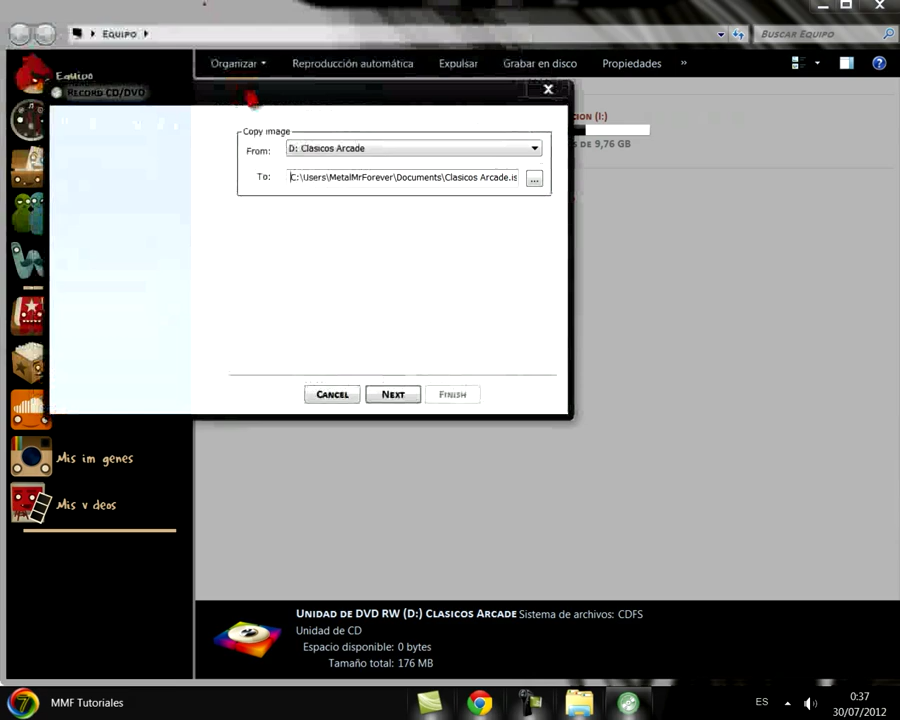 Equipo
Buscar Equipo
Equipo
Organizar
Reproducción automática
Expulsar
Grabar en disco
Propiedades
»
Record CD/DVD
CION (I:)
S DE 9,76 GB
Copy image
From:
D: Clasicos Arcade
To:
C:\Users\MetalMrForever\Documents\Clasicos Arcade.is
...
Cancel
Next
Finish
Mis im genes
Mis v deos
Unidad de DVD RW (D:) Clasicos Arcade Sistema de archivos: CDFS
Unidad de CD
Espacio disponible: 0 bytes
Tamaño total: 176 MB
MMF Tutoriales
ES
0:37
30/07/2012